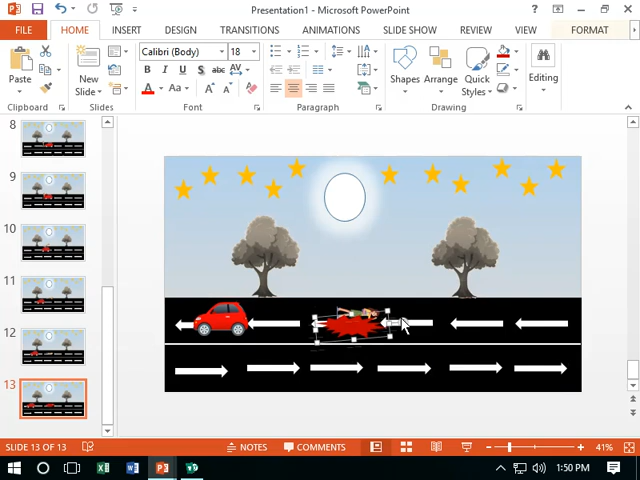 Presentation1 - Microsoft PowerPoint
FILE HOME INSERT DESIGN TRANSITIONS ANIMATIONS SLIDE SHOW REVIEW VIEW FORMAT
Calibri (Body) 18
Paste
New Slide
B I U S abc AV
A Aa A A
Shapes Arrange Quick Styles
Editing
Clipboard Slides Font Paragraph Drawing
8
9
10
11
12
13
SLIDE 13 OF 13 NOTES COMMENTS 41%
1:50 PM